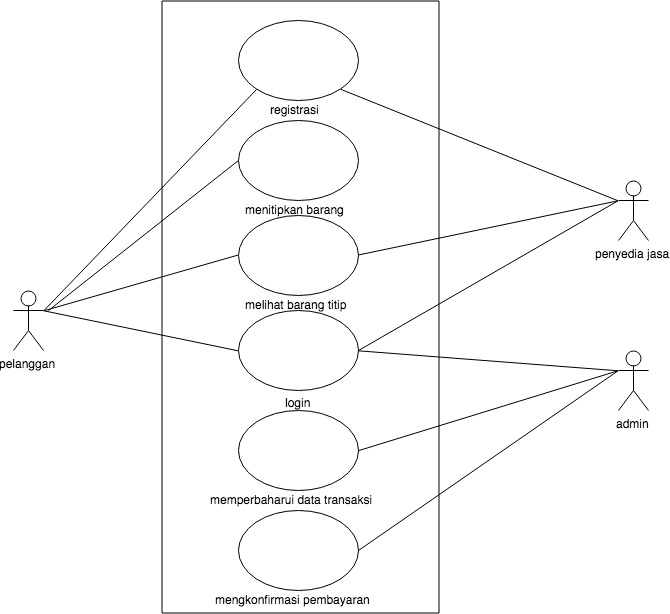 registrasi
menitipkan barang
penyedia jasa
melihat barang titip
pelanggan
login
admin
memperbaharui data transaksi
mengkonfirmasi pembayaran